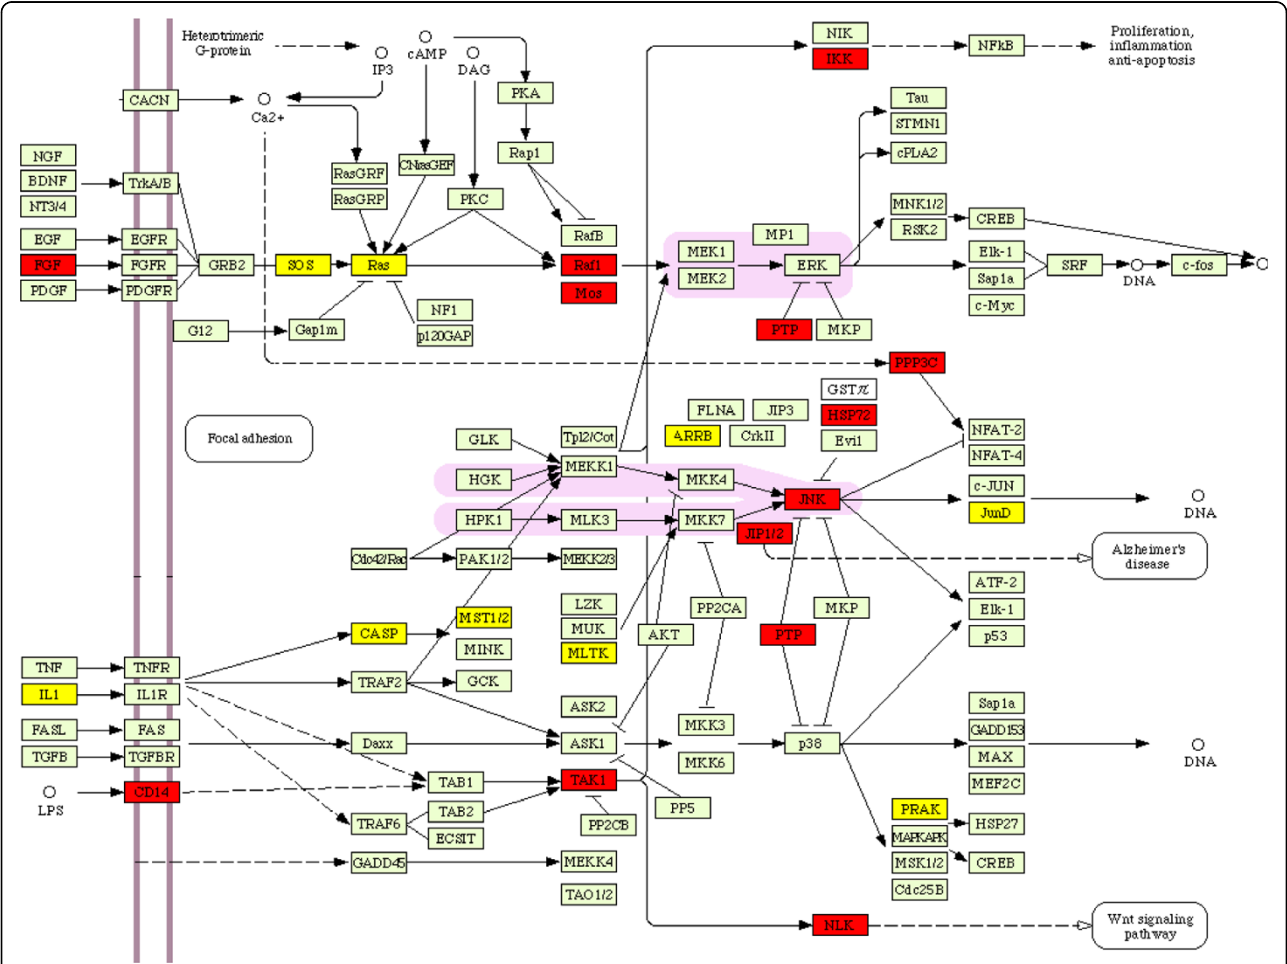 Heterotrimeric
G-protein
IP3
cAMP
DAG
NIK
IKK
NFkB
Proliferation,
inflammation
anti-apoptosis
CACN
Ca2+
PKA
Tau
STMN1
cPLA2
NGF
BDNF
NT3/4
TrkA/B
RasGRF
RasGRP
CNrasGEF
PKC
Rap1
RafB
MNK1/2
RSK2
CREB
EGF
EGFR
FGF
FGFR
PDGF
PDGFR
GRB2
SOS
Ras
Raf1
Mos
MEK1
MEK2
MP1
ERK
Elk-1
Sap1a
c-Myc
SRF
DNA
c-fos
G12
Gap1m
NF1
p120GAP
PTP
MKP
PPP3C
Focal adhesion
GLK
HGK
HPK1
Tpl2/Cot
MEKK1
MLK3
FLNA
JIP3
ARRB
CrkII
GSTπ
HSP72
Evi1
MKK4
MKK7
JNK
JIP1/2
NFAT-2
NFAT-4
c-JUN
JunD
DNA
Cdc42/Rac
PAK1/2
MEKK2/3
Alzheimer's
disease
CASP
MST1/2
MINK
LZK
MUK
MLTK
AKT
PP2CA
PTP
MKP
ATF-2
Elk-1
p53
TNF
TNFR
IL1
IL1R
TRAF2
GCK
FASL
FAS
TGFB
TGFBR
Daxx
ASK2
ASK1
MKK3
MKK6
p38
Sap1a
GADD153
MAX
MEF2C
DNA
LPS
CD14
TAB1
TAK1
TRAF6
TAB2
ECSIT
PP2CB
PP5
PRAK
MAPKAPK
MSK1/2
Cdc25B
HSP27
CREB
GADD45
MEKK4
TAO1/2
NLK
Wnt signaling
pathway